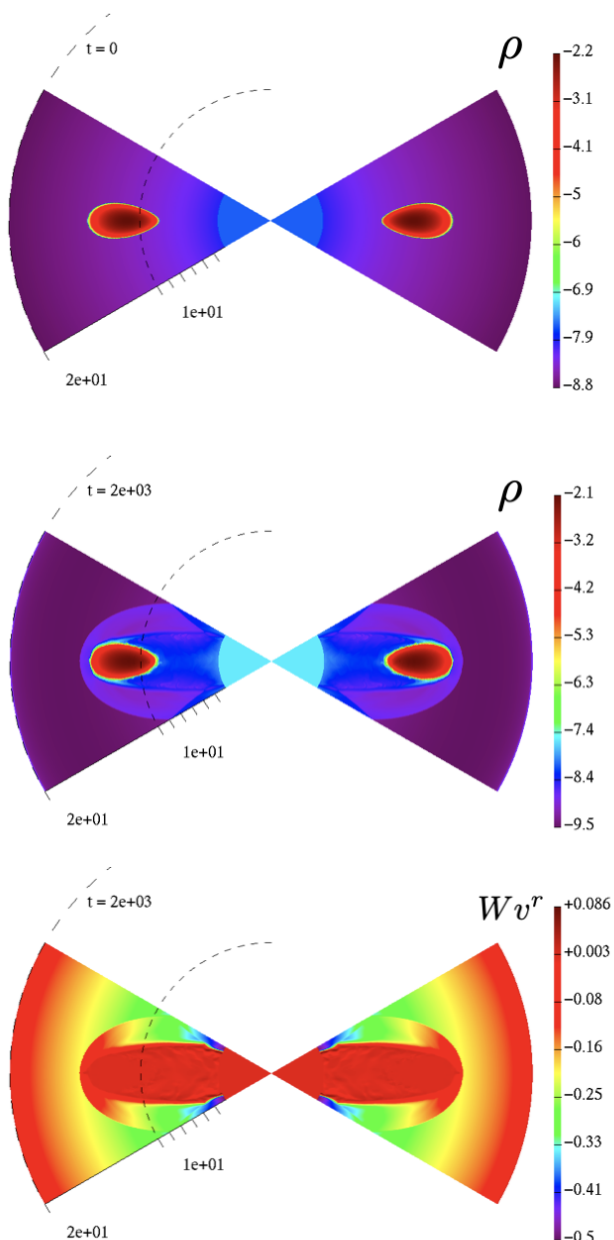 t = 0
ρ
−2.2
−3.1
−4.1
−5
−6
−6.9
−7.9
−8.8
1e+01
2e+01
t = 2e+03
ρ
−2.1
−3.2
−4.2
−5.3
−6.3
−7.4
−8.4
−9.5
1e+01
2e+01
t = 2e+03
Wvʳ
+0.086
+0.003
−0.08
−0.16
−0.25
−0.33
−0.41
−0.5
1e+01
2e+01